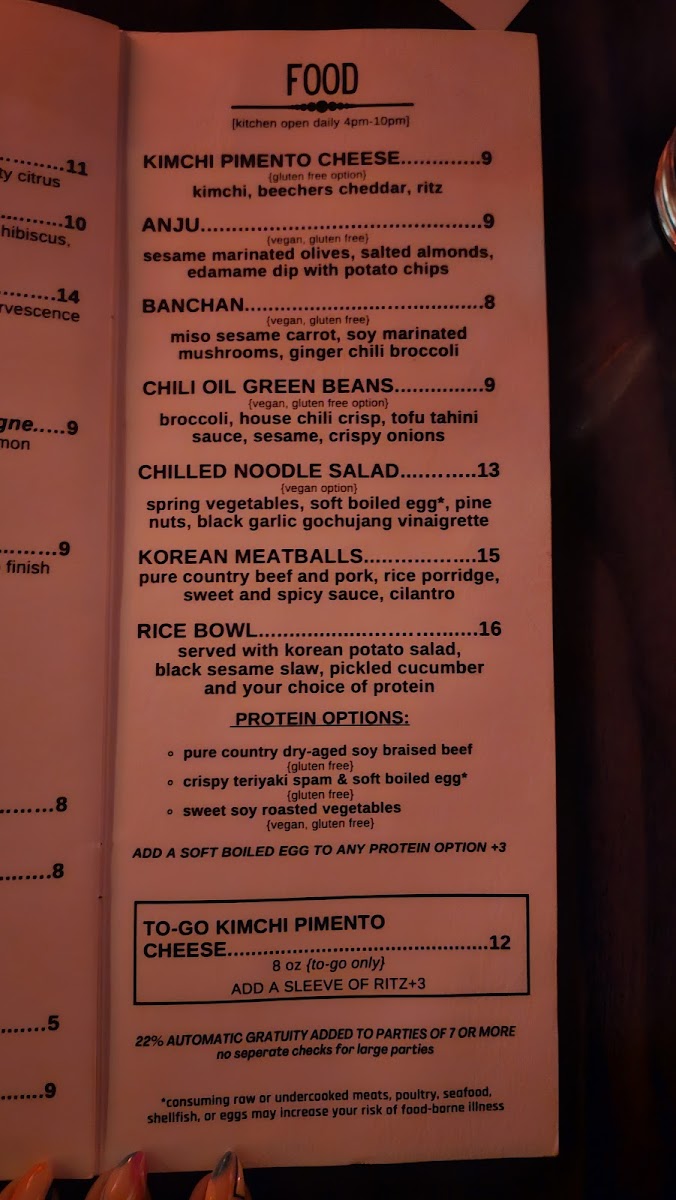 ...........11
ty citrus
...........10
hibiscus,
.........14
rvescence
gne.....9
mon
.........9
finish
........8
........8
.......5
.......9
FOOD
[kitchen open daily 4pm-10pm]
KIMCHI PIMENTO CHEESE.............9
{gluten free option}
kimchi, beechers cheddar, ritz
ANJU..............................................9
{vegan, gluten free}
sesame marinated olives, salted almonds,
edamame dip with potato chips
BANCHAN.......................................8
{vegan, gluten free}
miso sesame carrot, soy marinated
mushrooms, ginger chili broccoli
CHILI OIL GREEN BEANS...............9
{vegan, gluten free option}
broccoli, house chili crisp, tofu tahini
sauce, sesame, crispy onions
CHILLED NOODLE SALAD............13
{vegan option}
spring vegetables, soft boiled egg*, pine
nuts, black garlic gochujang vinaigrette
KOREAN MEATBALLS...................15
pure country beef and pork, rice porridge,
sweet and spicy sauce, cilantro
RICE BOWL.....................................16
served with korean potato salad,
black sesame slaw, pickled cucumber
and your choice of protein
PROTEIN OPTIONS:
◦ pure country dry-aged soy braised beef
{gluten free}
◦ crispy teriyaki spam & soft boiled egg*
{gluten free}
◦ sweet soy roasted vegetables
{vegan, gluten free}
ADD A SOFT BOILED EGG TO ANY PROTEIN OPTION +3
TO-GO KIMCHI PIMENTO
CHEESE..........................................12
8 oz {to-go only}
ADD A SLEEVE OF RITZ+3
22% AUTOMATIC GRATUITY ADDED TO PARTIES OF 7 OR MORE
no seperate checks for large parties
*consuming raw or undercooked meats, poultry, seafood,
shellfish, or eggs may increase your risk of food-borne illness